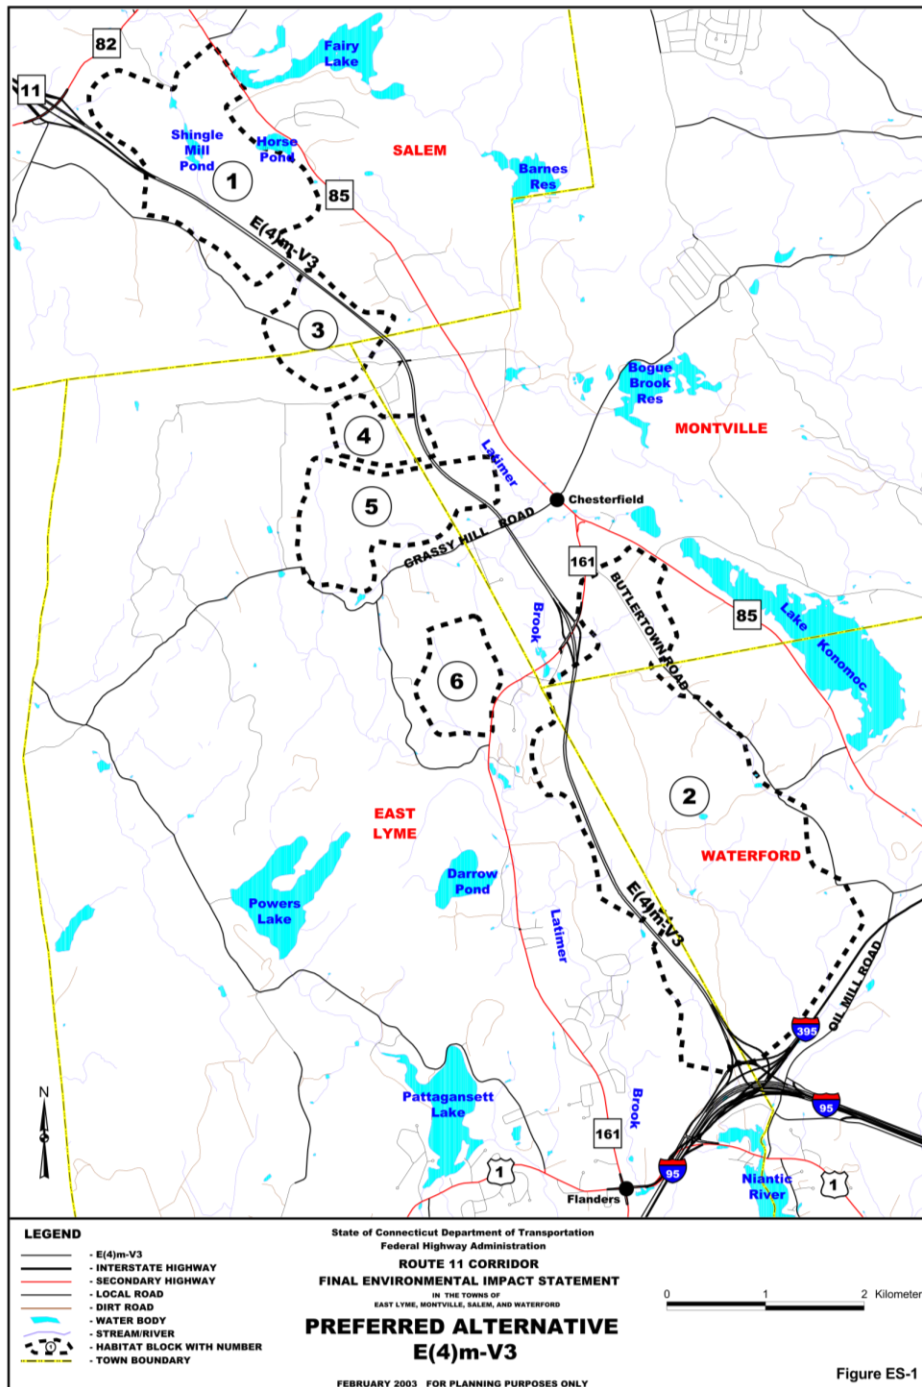 82
Fairy
Lake
11
Shingle
Mill
Pond
Horse
Pond
SALEM
Barnes
Res
1
85
E(4)m-V3
3
Bogue
Brook
Res
MONTVILLE
4
Latimer
5
Chesterfield
GRASSY HILL ROAD
161
BUTLERTOWN ROAD
Brook
85
Lake
Konomoc
6
2
EAST
LYME
WATERFORD
Darrow
Pond
Powers
Lake
E(4)m-V3
Latimer
OIL MILL ROAD
395
N
Pattagansett
Lake
Brook
95
161
95
1
Flanders
Niantic
River
1
LEGEND
- E(4)m-V3
- INTERSTATE HIGHWAY
- SECONDARY HIGHWAY
- LOCAL ROAD
- DIRT ROAD
- WATER BODY
- STREAM/RIVER
1 - HABITAT BLOCK WITH NUMBER
- TOWN BOUNDARY
State of Connecticut Department of Transportation
Federal Highway Administration
ROUTE 11 CORRIDOR
FINAL ENVIRONMENTAL IMPACT STATEMENT
IN THE TOWNS OF
EAST LYME, MONTVILLE, SALEM, AND WATERFORD
PREFERRED ALTERNATIVE
E(4)m-V3
FEBRUARY 2003 FOR PLANNING PURPOSES ONLY
0 1 2 Kilometer
Figure ES-1